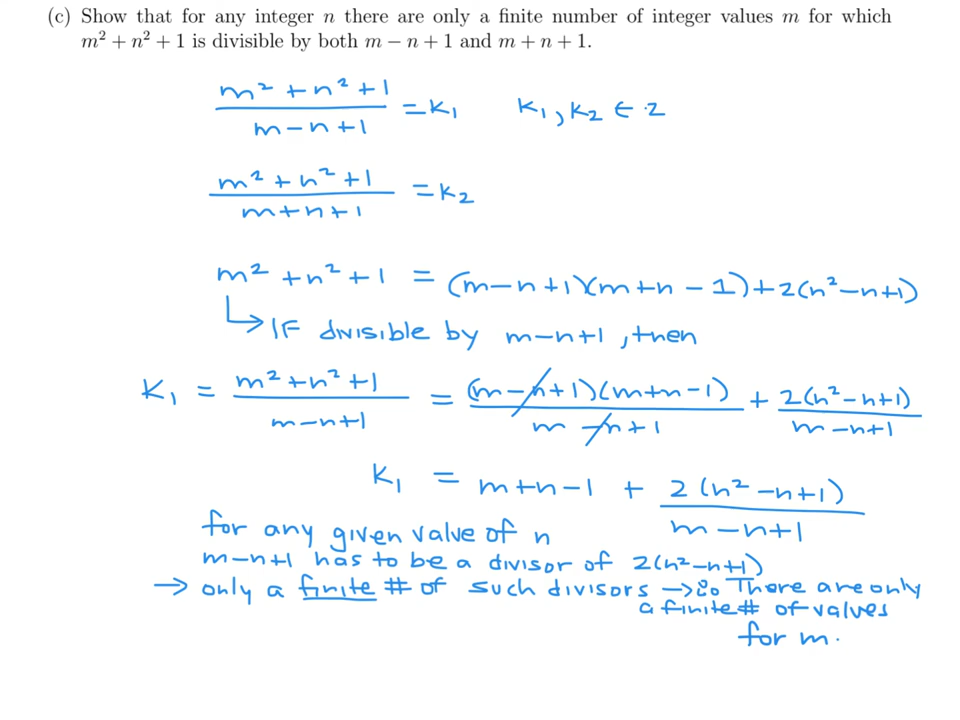 (c) Show that for any integer n there are only a finite number of integer values m for which
m² + n² + 1 is divisible by both m − n + 1 and m + n + 1.
(m² + n² + 1)/(m − n + 1) = K₁    K₁, K₂ ∈ Z
(m² + n² + 1)/(m + n + 1) = K₂
m² + n² + 1 = (m − n + 1)(m + n − 1) + 2(n² − n + 1)
↳ IF divisible by m − n + 1, then
K₁ = (m² + n² + 1)/(m − n + 1) = (m − n + 1)(m + n − 1)/(m − n + 1) + 2(n² − n + 1)/(m − n + 1)
K₁ = m + n − 1 + 2(n² − n + 1)/(m − n + 1)
for any given value of n
m − n + 1 has to be a divisor of 2(n² − n + 1)
→ only a finite # of such divisors → ∴ There are only
a finite # of values
for m.